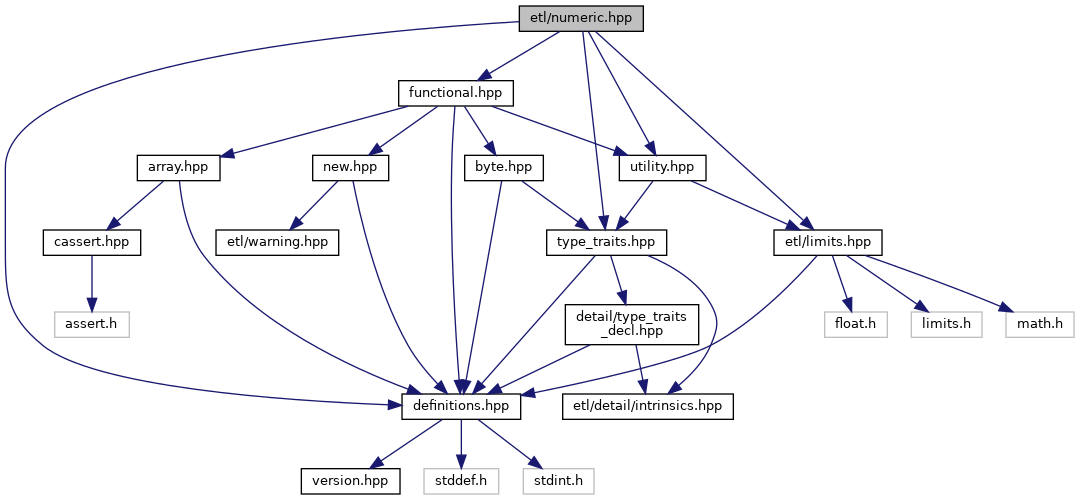 etl/numeric.hpp
functional.hpp
array.hpp
new.hpp
byte.hpp
utility.hpp
cassert.hpp
etl/warning.hpp
type_traits.hpp
etl/limits.hpp
assert.h
detail/type_traits
_decl.hpp
float.h
limits.h
math.h
definitions.hpp
etl/detail/intrinsics.hpp
version.hpp
stddef.h
stdint.h